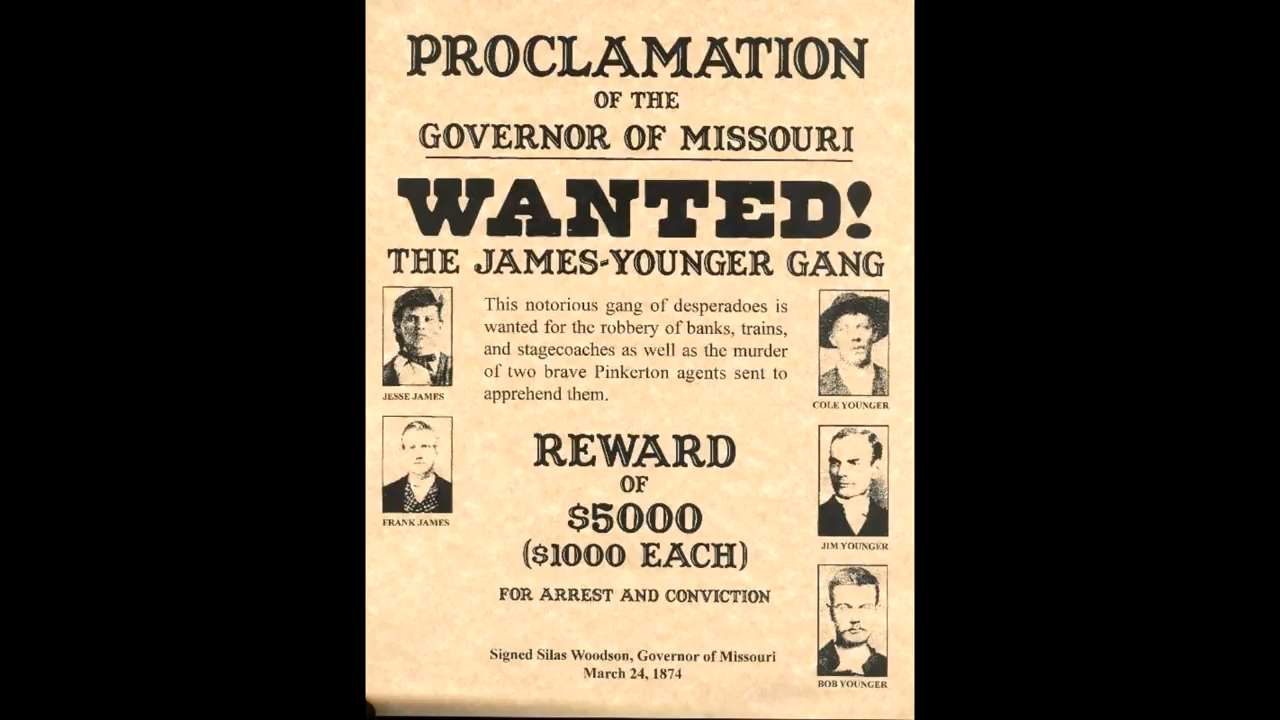 PROCLAMATION
OF THE
GOVERNOR OF MISSOURI
WANTED!
THE JAMES-YOUNGER GANG
JESSE JAMES
FRANK JAMES
This notorious gang of desperadoes is
wanted for the robbery of banks, trains,
and stagecoaches as well as the murder
of two brave Pinkerton agents sent to
apprehend them.
REWARD
OF
$5000
($1000 EACH)
FOR ARREST AND CONVICTION
Signed Silas Woodson, Governor of Missouri
March 24, 1874
COLE YOUNGER
JIM YOUNGER
BOB YOUNGER